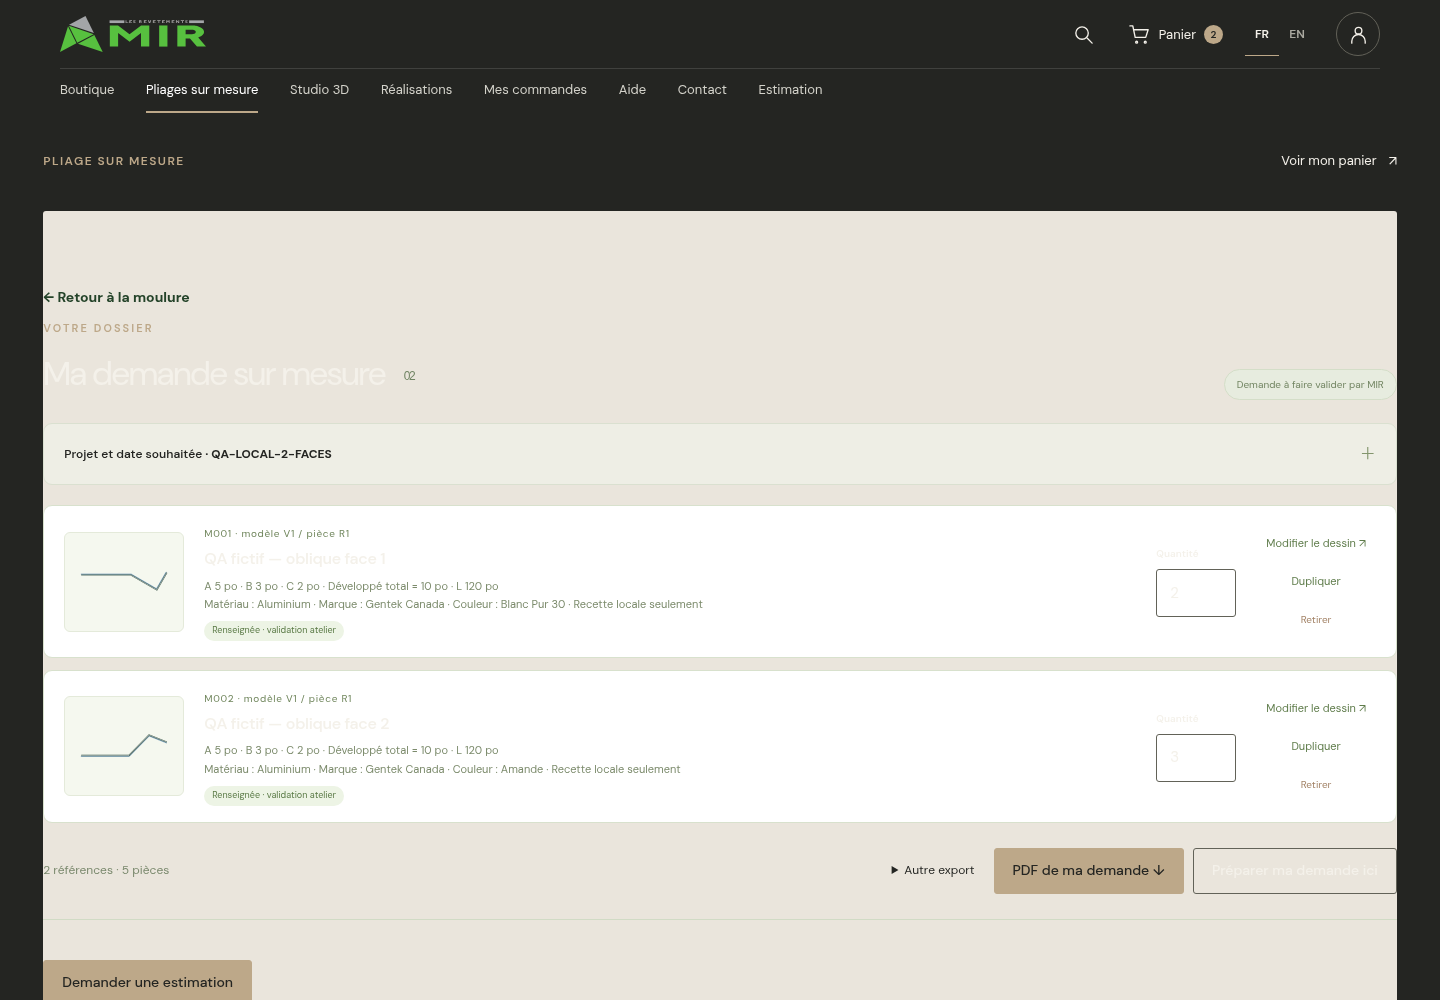 LES REVÊTEMENTS
MIR
Panier 2
FR EN
Boutique Pliages sur mesure Studio 3D Réalisations Mes commandes Aide Contact Estimation
PLIAGE SUR MESURE
Voir mon panier ↗
← Retour à la moulure
VOTRE DOSSIER
Ma demande sur mesure 02
Demande à faire valider par MIR
Projet et date souhaitée · QA-LOCAL-2-FACES
M001 · modèle V1 / pièce R1
QA fictif — oblique face 1
A 5 po · B 3 po · C 2 po · Développé total = 10 po · L 120 po
Matériau : Aluminium · Marque : Gentek Canada · Couleur : Blanc Pur 30 · Recette locale seulement
Renseignée · validation atelier
Quantité
2
Modifier le dessin ↗
Dupliquer
Retirer
M002 · modèle V1 / pièce R1
QA fictif — oblique face 2
A 5 po · B 3 po · C 2 po · Développé total = 10 po · L 120 po
Matériau : Aluminium · Marque : Gentek Canada · Couleur : Amande · Recette locale seulement
Renseignée · validation atelier
Quantité
3
Modifier le dessin ↗
Dupliquer
Retirer
2 références · 5 pièces
▶ Autre export
PDF de ma demande ↓
Préparer ma demande ici
Demander une estimation